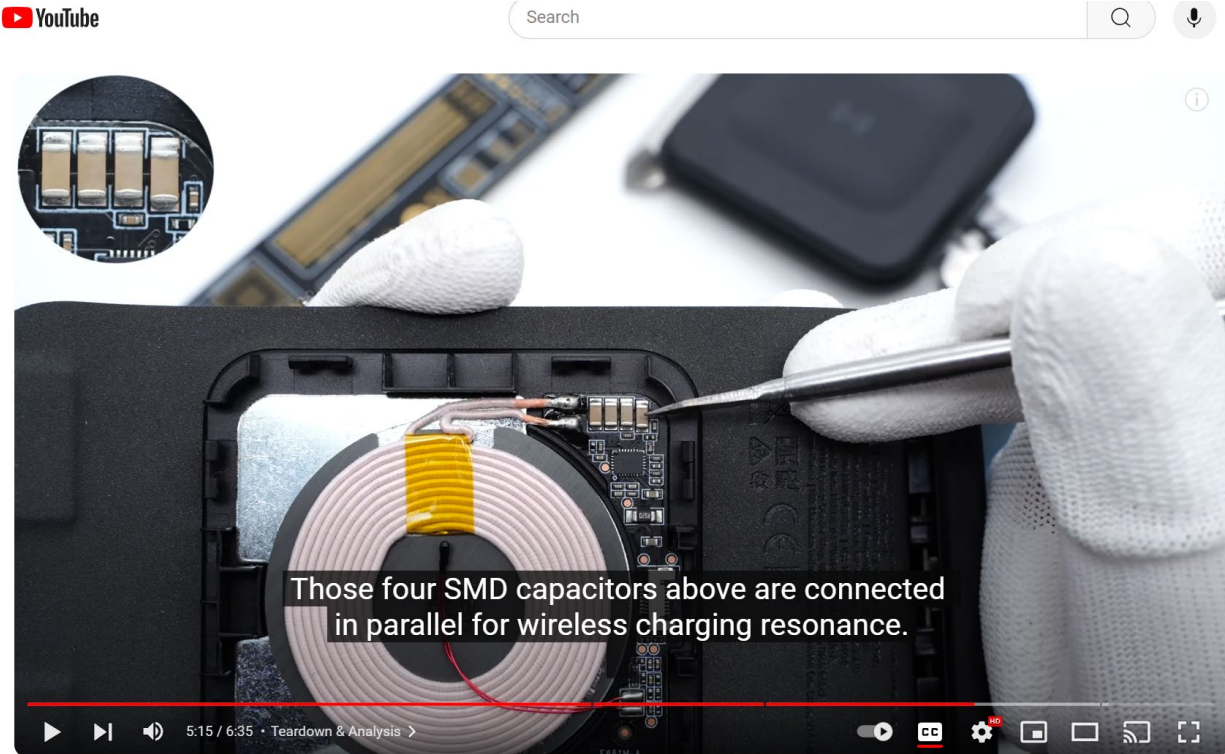 YouTube
Search
Those four SMD capacitors above are connected
in parallel for wireless charging resonance.
5:15 / 6:35 • Teardown & Analysis
CC
HD